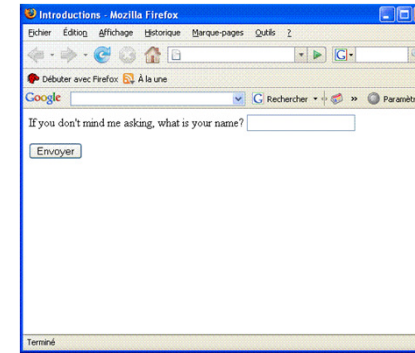 Introductions - Mozilla Firefox
Fichier Édition Affichage Historique Marque-pages Outils ?
G
Débuter avec Firefox À la une
Google G Rechercher » Paramètr
If you don't mind me asking, what is your name?
Envoyer
Terminé